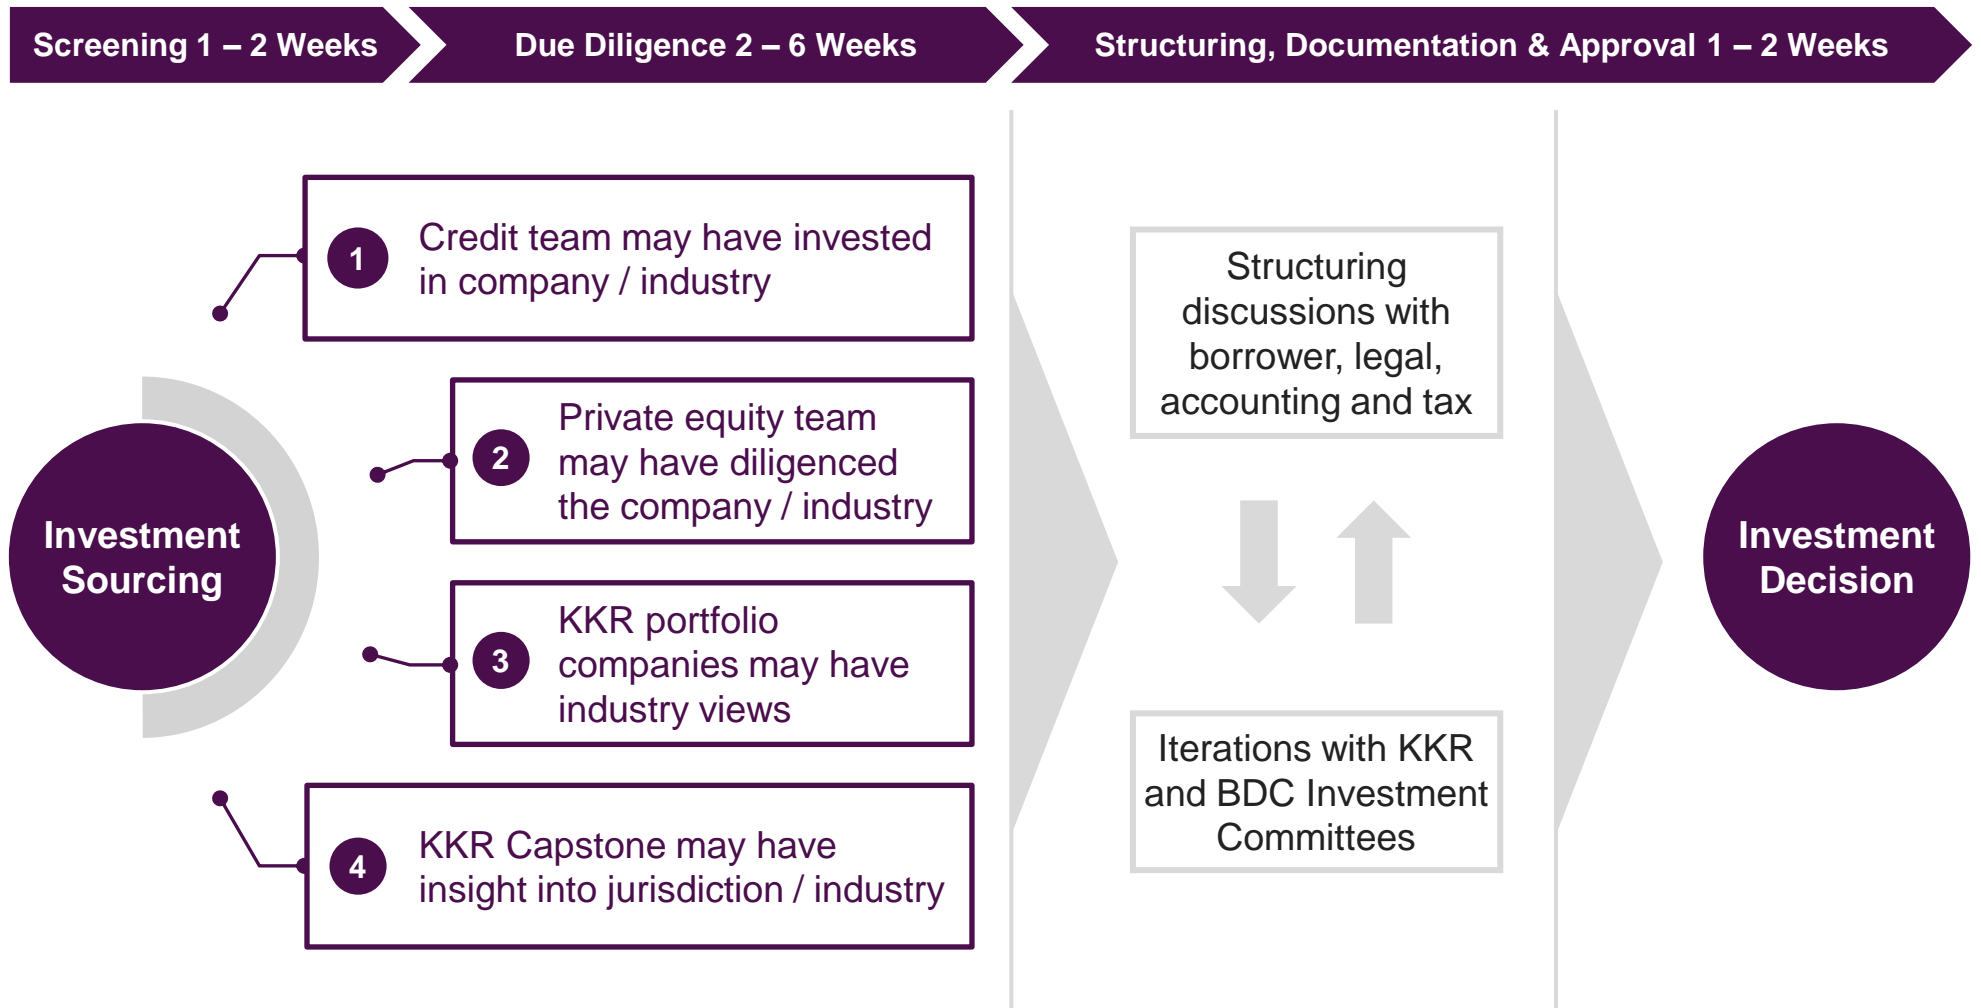 Screening 1 – 2 Weeks
Due Diligence 2 – 6 Weeks
Structuring, Documentation & Approval 1 – 2 Weeks
Investment
Sourcing
1
Credit team may have invested
in company / industry
2
Private equity team
may have diligenced
the company / industry
3
KKR portfolio
companies may have
industry views
4
KKR Capstone may have
insight into jurisdiction / industry
Structuring
discussions with
borrower, legal,
accounting and tax
Iterations with KKR
and BDC Investment
Committees
Investment
Decision